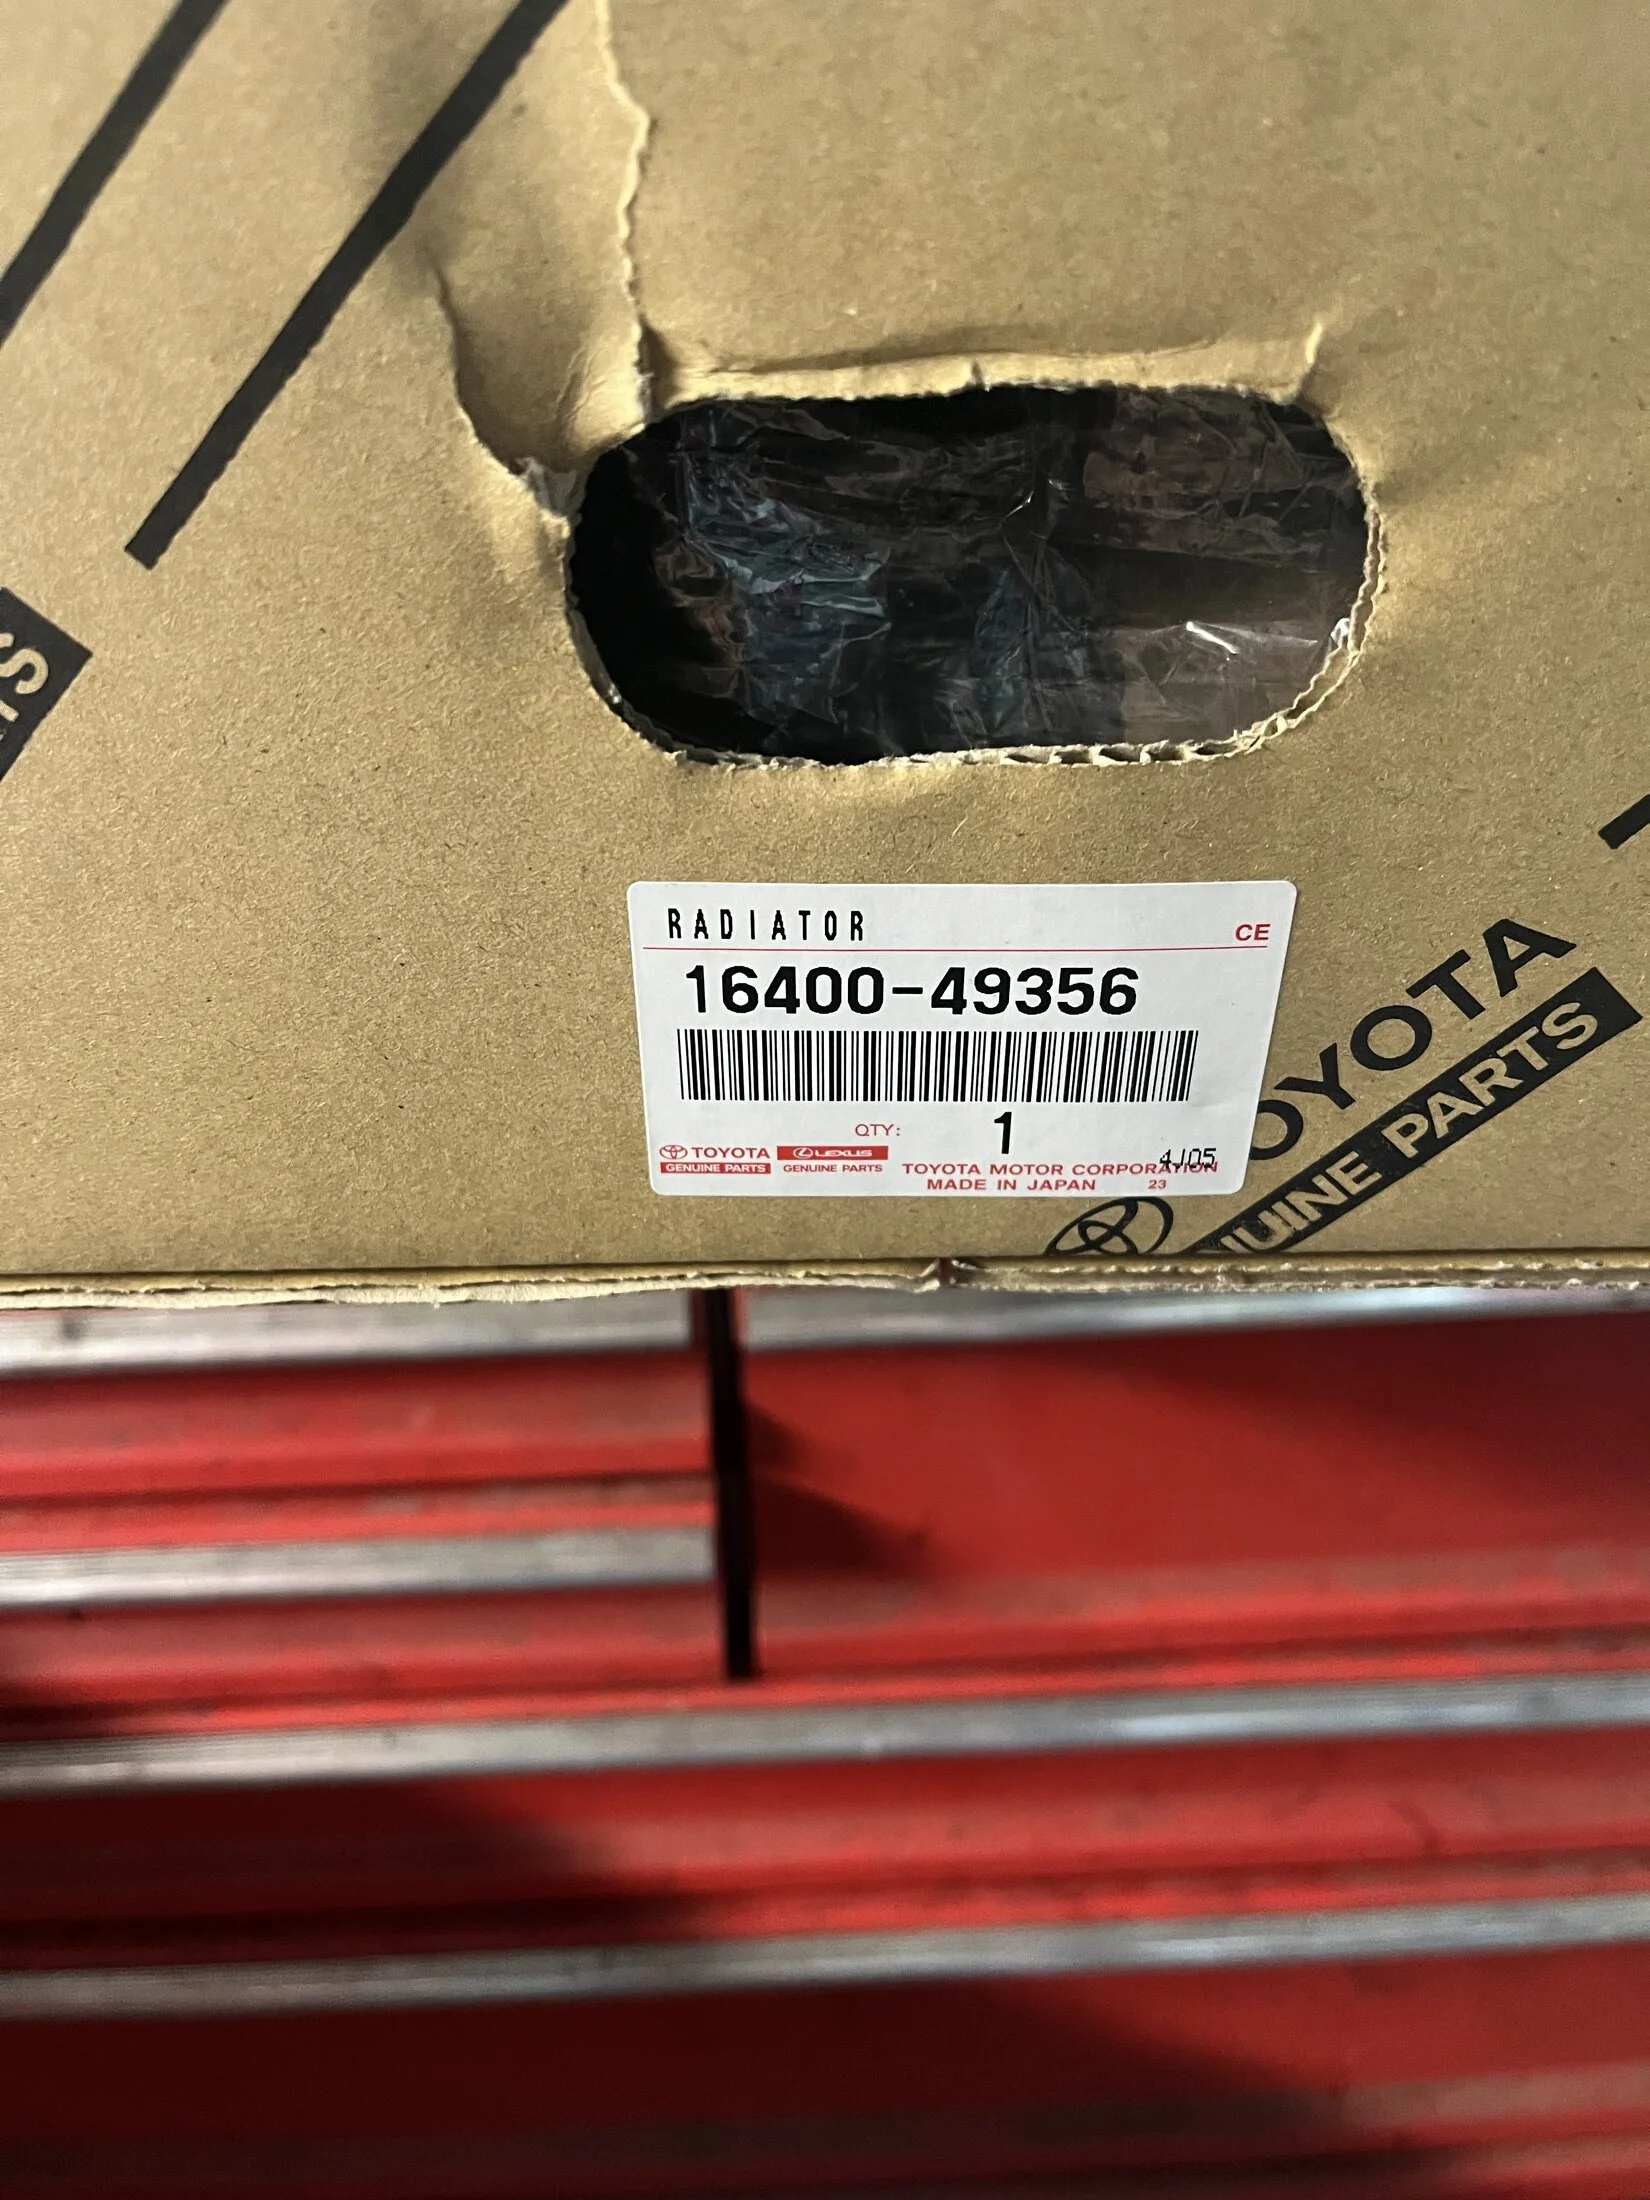 RADIATOR
CE
16400-49356
QTY: 1
4J05
TOYOTA
GENUINE PARTS
LEXUS
GENUINE PARTS
TOYOTA MOTOR CORPORATION
MADE IN JAPAN 23
TOYOTA
GENUINE PARTS